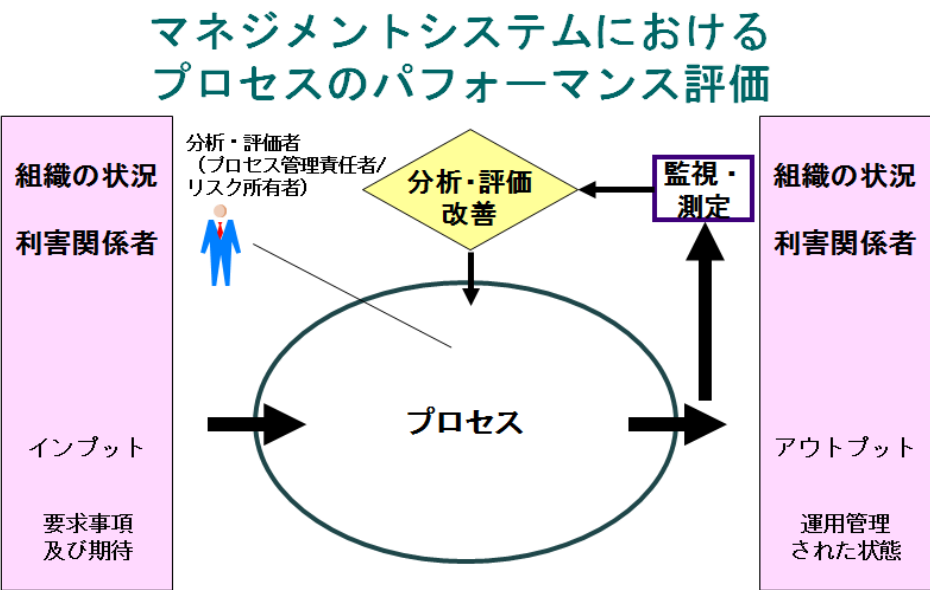 マネジメントシステムにおける
プロセスのパフォーマンス評価
組織の状況
利害関係者
インプット
要求事項
及び期待
分析・評価者
（プロセス管理責任者/
リスク所有者）
分析・評価
改善
監視・
測定
プロセス
組織の状況
利害関係者
アウトプット
運用管理
された状態